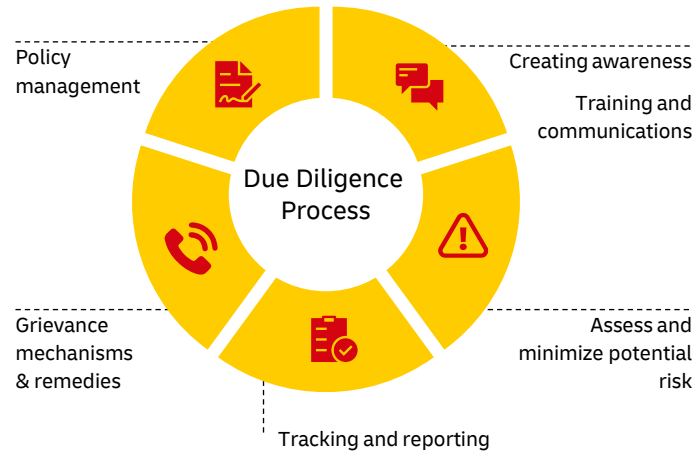 Policy
management
Creating awareness
Training and
communications
Due Diligence
Process
Grievance
mechanisms
& remedies
Assess and
minimize potential
risk
Tracking and reporting